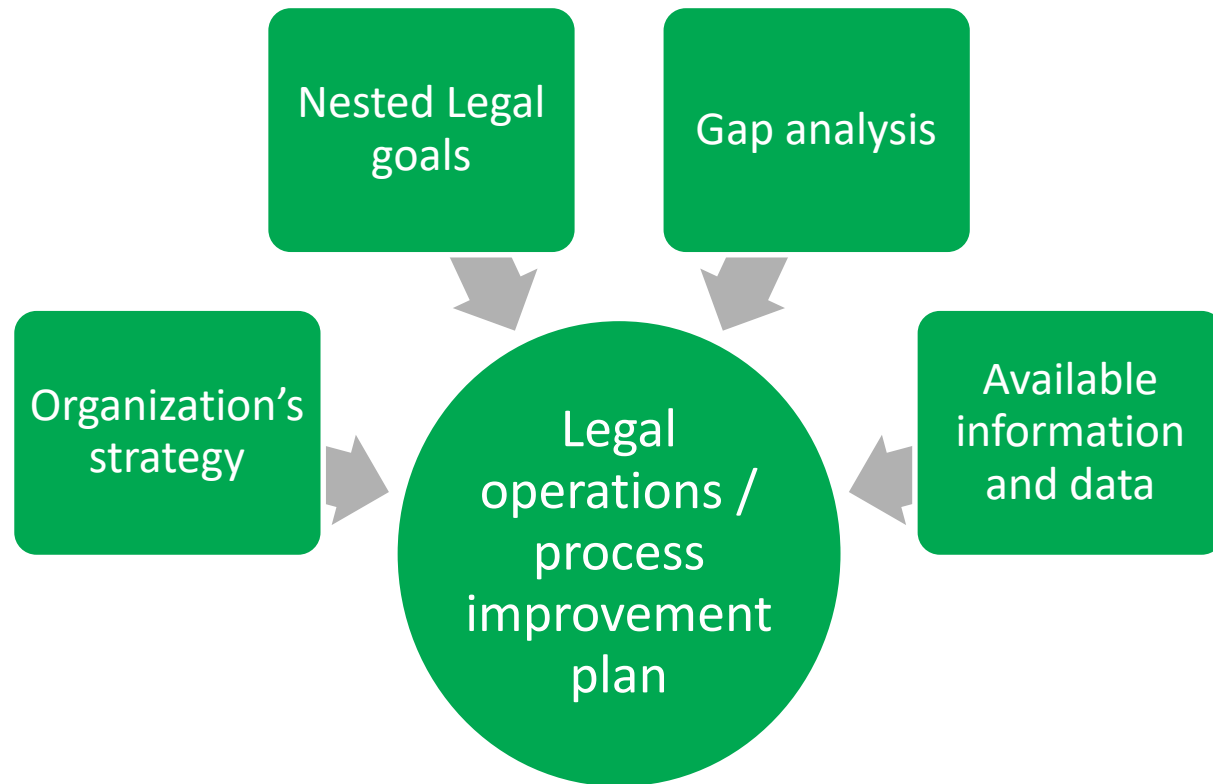 Nested Legal
goals
Gap analysis
Organization’s
strategy
Available
information
and data
Legal
operations /
process
improvement
plan